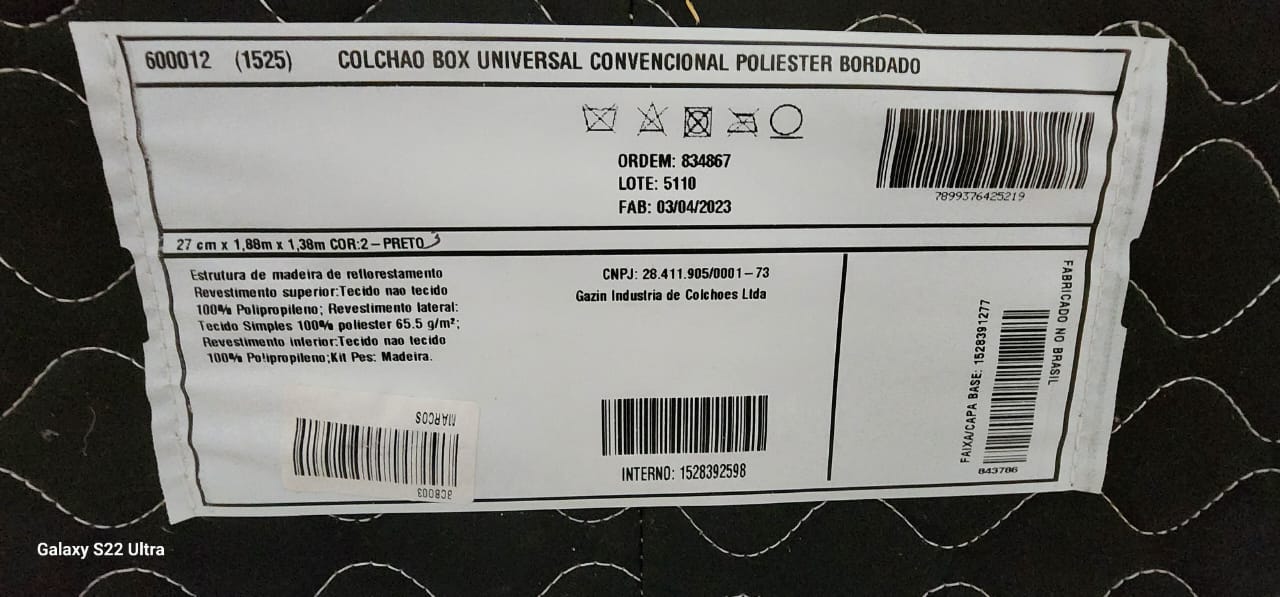 600012 (1525) COLCHAO BOX UNIVERSAL CONVENCIONAL POLIESTER BORDADO
ORDEM: 834867
LOTE: 5110
FAB: 03/04/2023
7899376425219
27 cm x 1,88m x 1,38m COR:2-PRETO
Estrutura de madeira de reflorestamento
Revestimento superior:Tecido nao tecido
100% Polipropileno; Revestimento lateral:
Tecido Simples 100% poliester 65.5 g/m²;
Revestimento inferior:Tecido nao tecido
100% Polipropileno;Kit Pes: Madeira.
CNPJ: 28.411.905/0001-73
Gazin Industria de Colchoes Ltda
INTERNO: 1528392598
MARCOS
8C8003
FAIXA/CAPA BASE: 1528391277
843786
FABRICADO NO BRASIL
Galaxy S22 Ultra